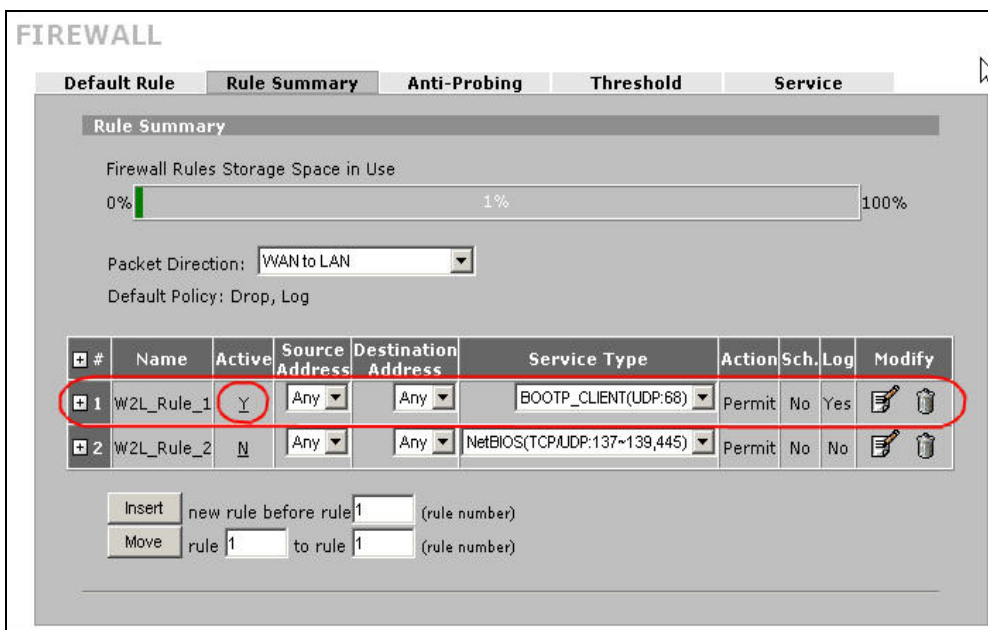 FIREWALL
Default Rule Rule Summary Anti-Probing Threshold Service
Rule Summary
Firewall Rules Storage Space in Use
0% 1% 100%
Packet Direction: WAN to LAN
Default Policy: Drop, Log
# Name Active Source Address Destination Address Service Type Action Sch. Log Modify
1 W2L_Rule_1 Y Any Any BOOTP_CLIENT(UDP:68) Permit No Yes
2 W2L_Rule_2 N Any Any NetBIOS(TCP/UDP:137~139,445) Permit No No
Insert new rule before rule 1 (rule number)
Move rule 1 to rule 1 (rule number)